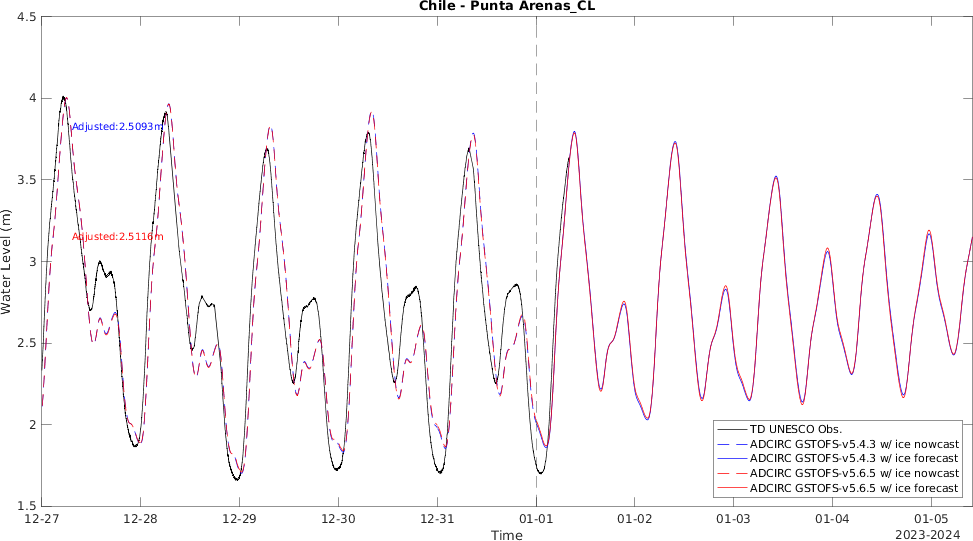 Chile - Punta Arenas_CL
4.5
4
3.5
3
2.5
2
1.5
Water Level (m)
Adjusted:2.5093m
Adjusted:2.5116m
TD UNESCO Obs.
ADCIRC GSTOFS-v5.4.3 w/ ice nowcast
ADCIRC GSTOFS-v5.4.3 w/ ice forecast
ADCIRC GSTOFS-v5.6.5 w/ ice nowcast
ADCIRC GSTOFS-v5.6.5 w/ ice forecast
12-27 12-28 12-29 12-30 12-31 01-01 01-02 01-03 01-04 01-05
Time
2023-2024